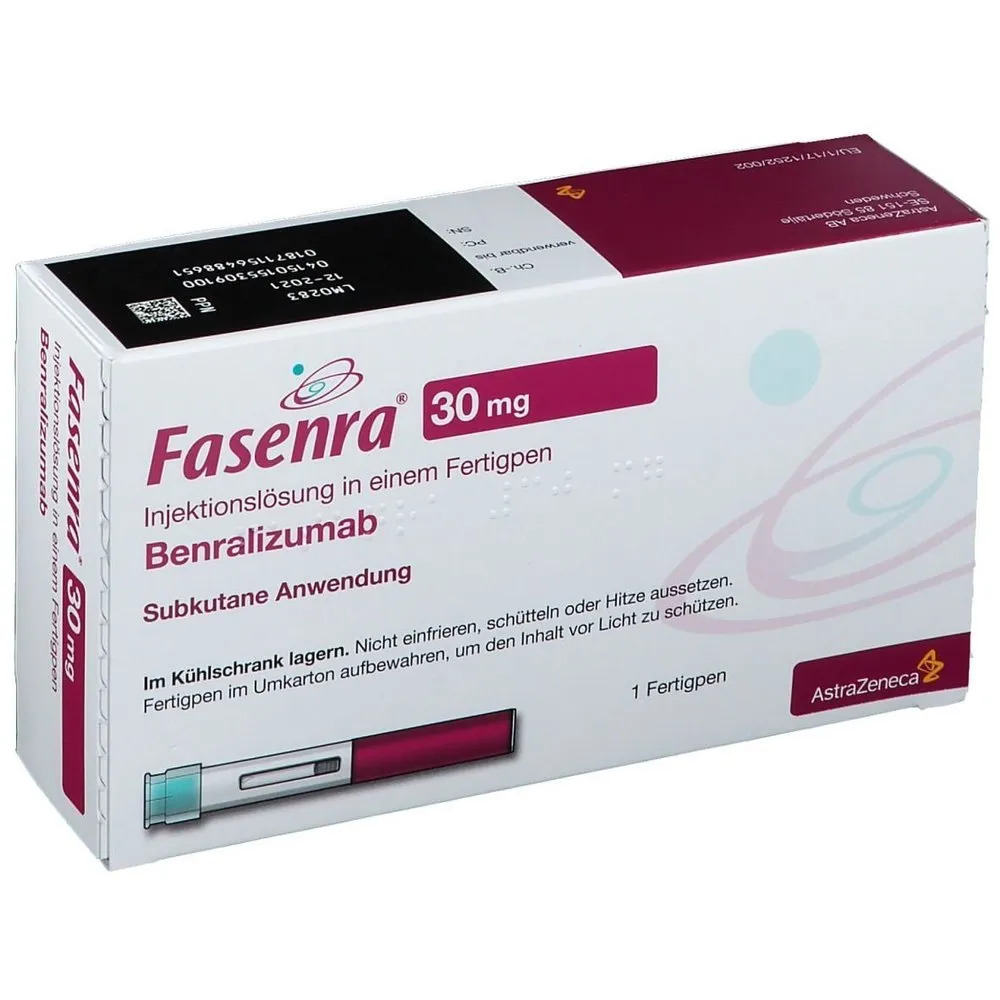 EU/1/17/1252/002
AstraZeneca AB
SE-151 85 Södertälje
Schweden
Ch.-B.:
verwendbar bis
PC:
SN:
LM0283
12-2021
04150155309100
01871156488651
PPN
Fasenra® 30 mg
Injektionslösung in einem Fertigpen
Benralizumab
Subkutane Anwendung
Im Kühlschrank lagern. Nicht einfrieren, schütteln oder Hitze aussetzen.
Fertigpen im Umkarton aufbewahren, um den Inhalt vor Licht zu schützen.
1 Fertigpen
AstraZeneca
Fasenra® 30 mg
Injektionslösung in einem Fertigpen
Benralizumab